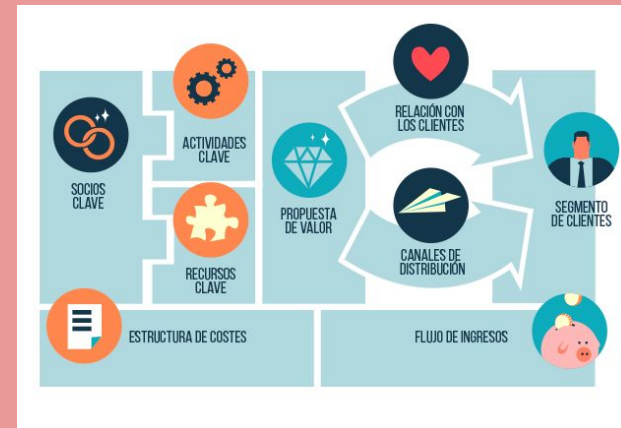 SOCIOS
CLAVE
ACTIVIDADES
CLAVE
RECURSOS
CLAVE
PROPUESTA
DE VALOR
RELACIÓN CON
LOS CLIENTES
CANALES DE
DISTRIBUCIÓN
SEGMENTO
DE CLIENTES
ESTRUCTURA DE COSTES
FLUJO DE INGRESOS